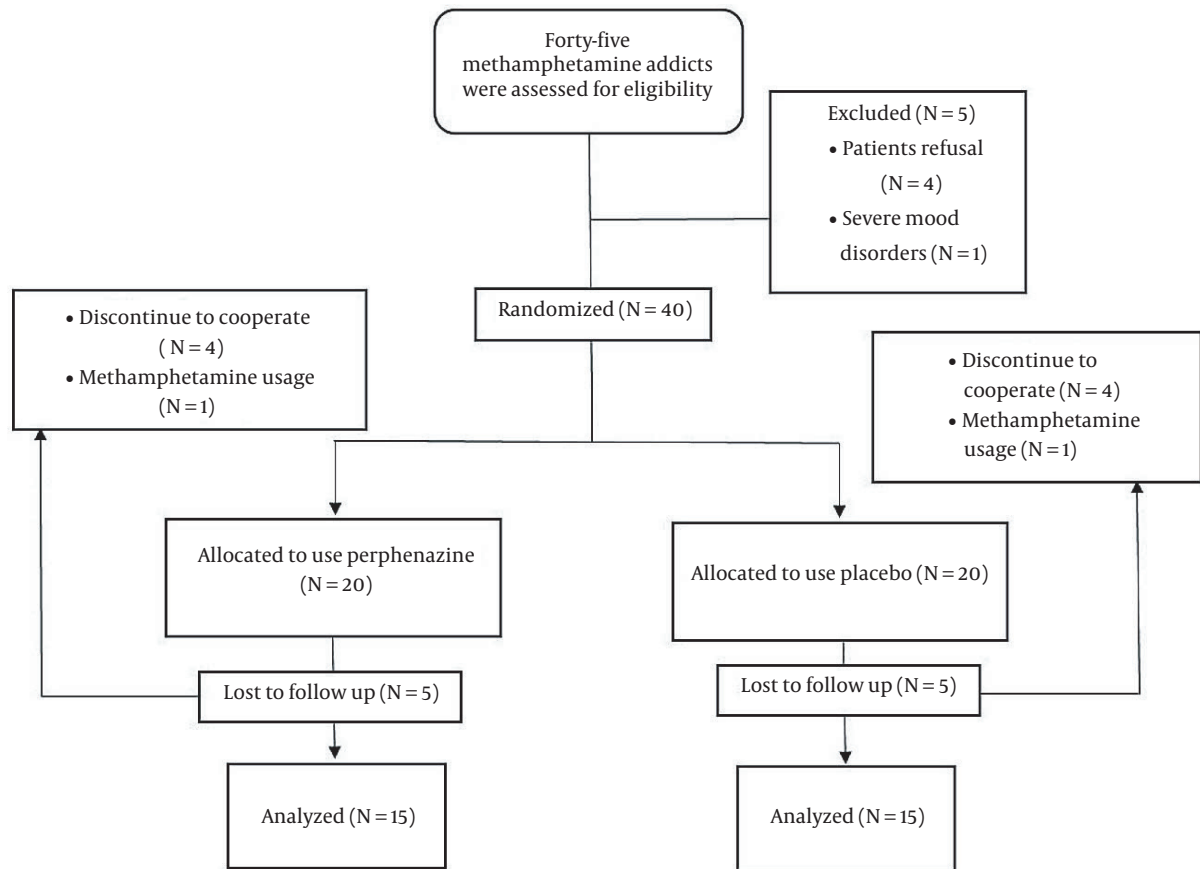 Forty-five
methamphetamine addicts
were assessed for eligibility
Excluded (N = 5)
• Patients refusal
(N = 4)
• Severe mood
disorders (N = 1)
Randomized (N = 40)
• Discontinue to cooperate
( N = 4)
• Methamphetamine usage
(N = 1)
• Discontinue to
cooperate (N = 4)
• Methamphetamine
usage (N = 1)
Allocated to use perphenazine
(N = 20)
Allocated to use placebo (N = 20)
Lost to follow up (N = 5)
Lost to follow up (N = 5)
Analyzed (N = 15)
Analyzed (N = 15)